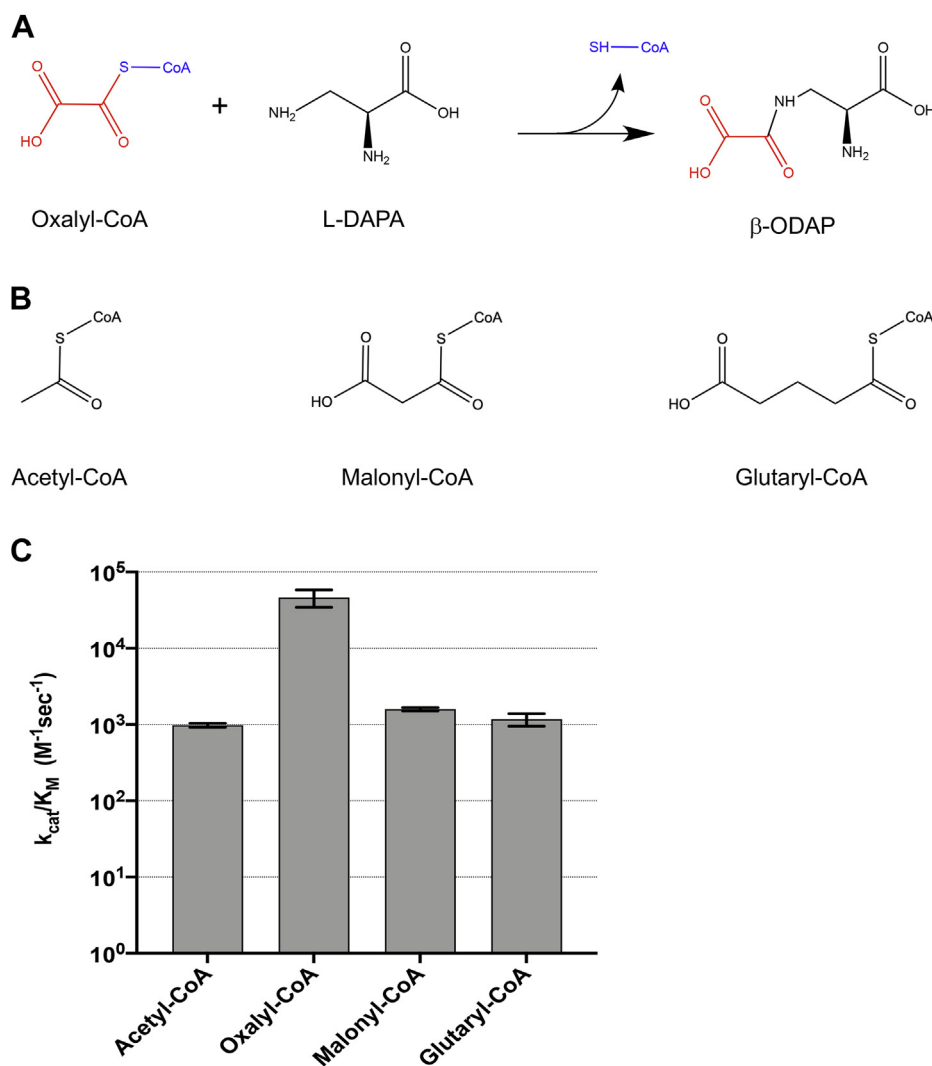 A
O
S
CoA
HO
O
+
NH2
O
OH
NH2
SH
CoA
O
HO
O
NH
O
OH
NH2
Oxalyl-CoA
L-DAPA
β-ODAP
B
CoA
S
O
O
HO
CoA
S
O
O
HO
CoA
S
O
Acetyl-CoA
Malonyl-CoA
Glutaryl-CoA
C
kcat/KM (M-1sec-1)
10^5
10^4
10^3
10^2
10^1
10^0
Acetyl-CoA
Oxalyl-CoA
Malonyl-CoA
Glutaryl-CoA